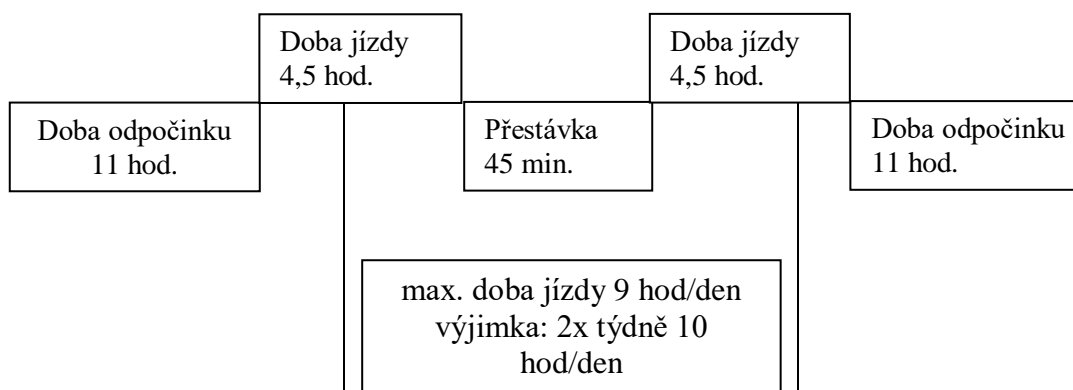 Doba jízdy
4,5 hod.
Doba jízdy
4,5 hod.
Doba odpočinku
11 hod.
Přestávka
45 min.
Doba odpočinku
11 hod.
max. doba jízdy 9 hod/den
výjimka: 2x týdně 10
hod/den